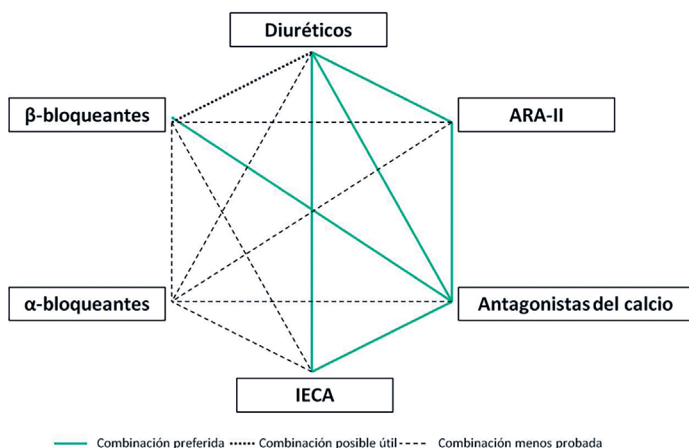 Diuréticos
β-bloqueantes
ARA-II
α-bloqueantes
Antagonistas del calcio
IECA
Combinación preferida
Combinación posible útil
Combinación menos probada